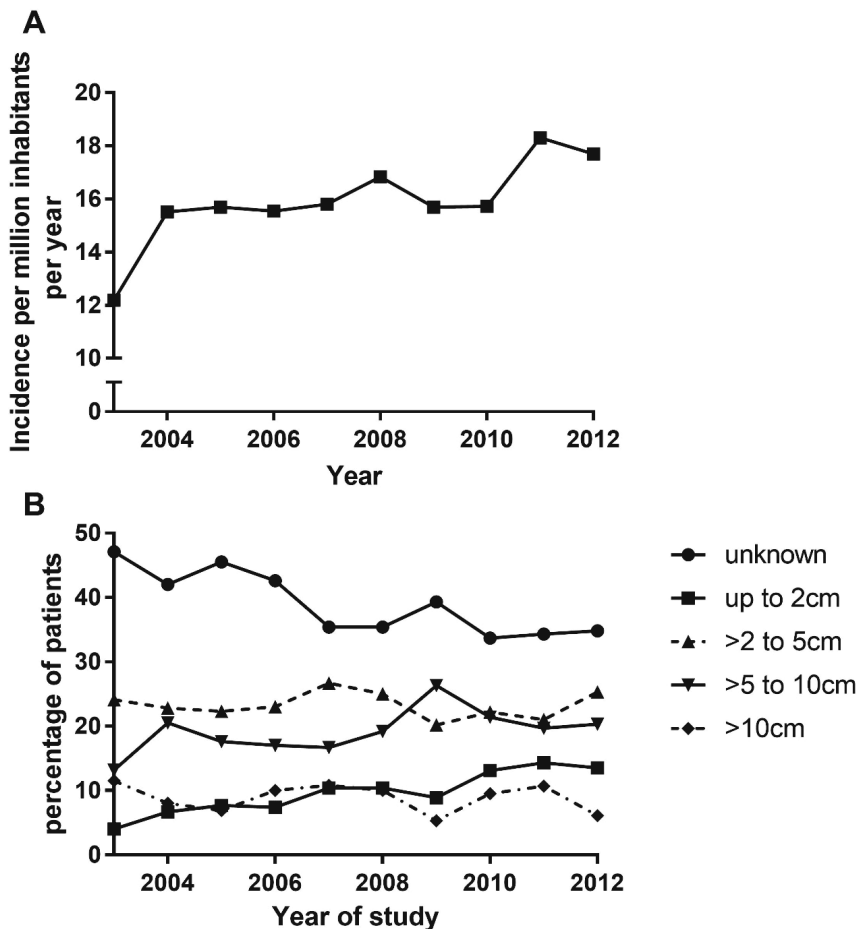 A
Incidence per million inhabitants
per year
20
18
16
14
12
10
0
2004 2006 2008 2010 2012
Year
B
percentage of patients
50
40
30
20
10
0
2004 2006 2008 2010 2012
Year of study
unknown
up to 2cm
>2 to 5cm
>5 to 10cm
>10cm